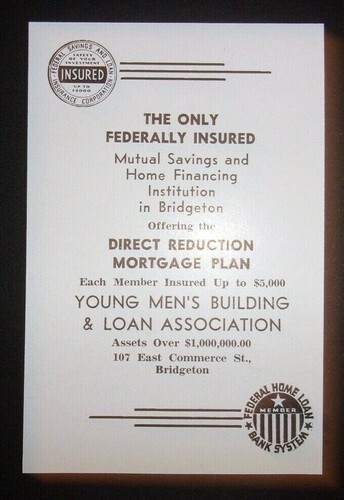 FEDERAL SAVINGS AND LOAN
INSURANCE CORPORATION
SAFETY
OF YOUR
INVESTMENT
INSURED
UP TO
$5000
THE ONLY
FEDERALLY INSURED
Mutual Savings and
Home Financing
Institution
in Bridgeton
Offering the
DIRECT REDUCTION
MORTGAGE PLAN
Each Member Insured Up to $5,000
YOUNG MEN'S BUILDING
& LOAN ASSOCIATION
Assets Over $1,000,000.00
107 East Commerce St.,
Bridgeton
FEDERAL HOME LOAN
MEMBER
BANK SYSTEM